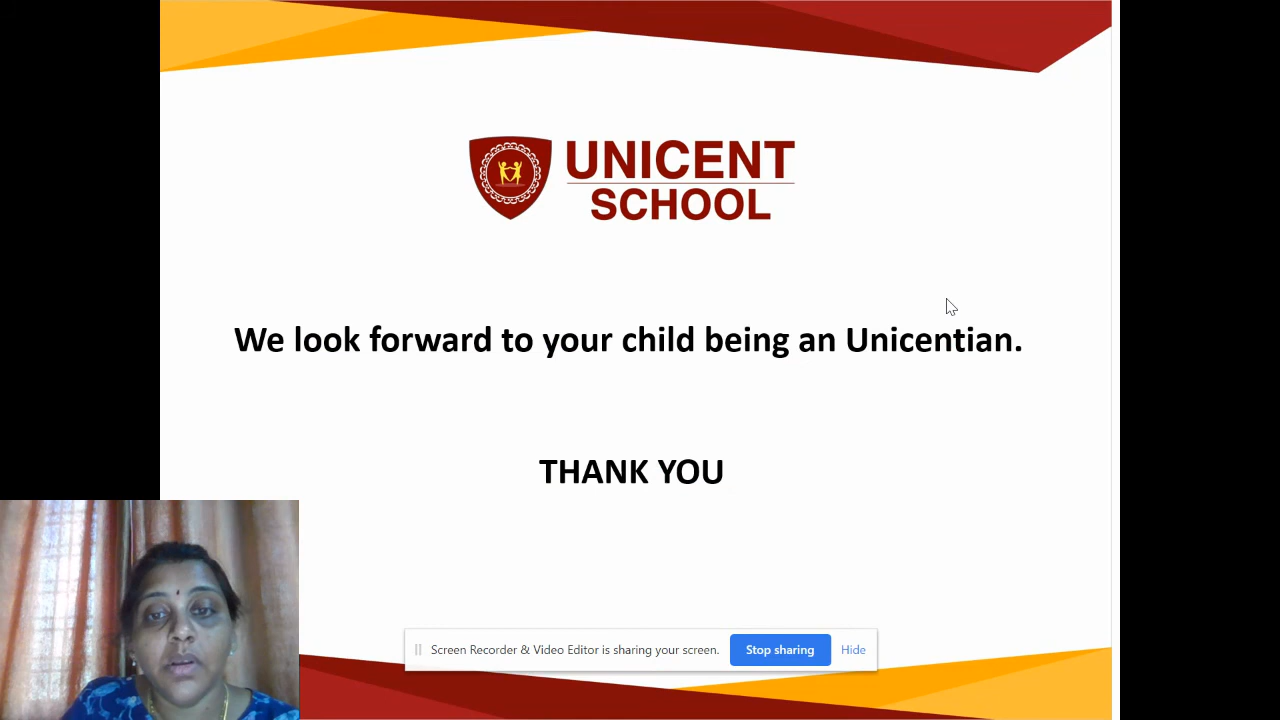 UNICENT
SCHOOL
We look forward to your child being an Unicentian.
THANK YOU
Screen Recorder & Video Editor is sharing your screen.
Stop sharing
Hide